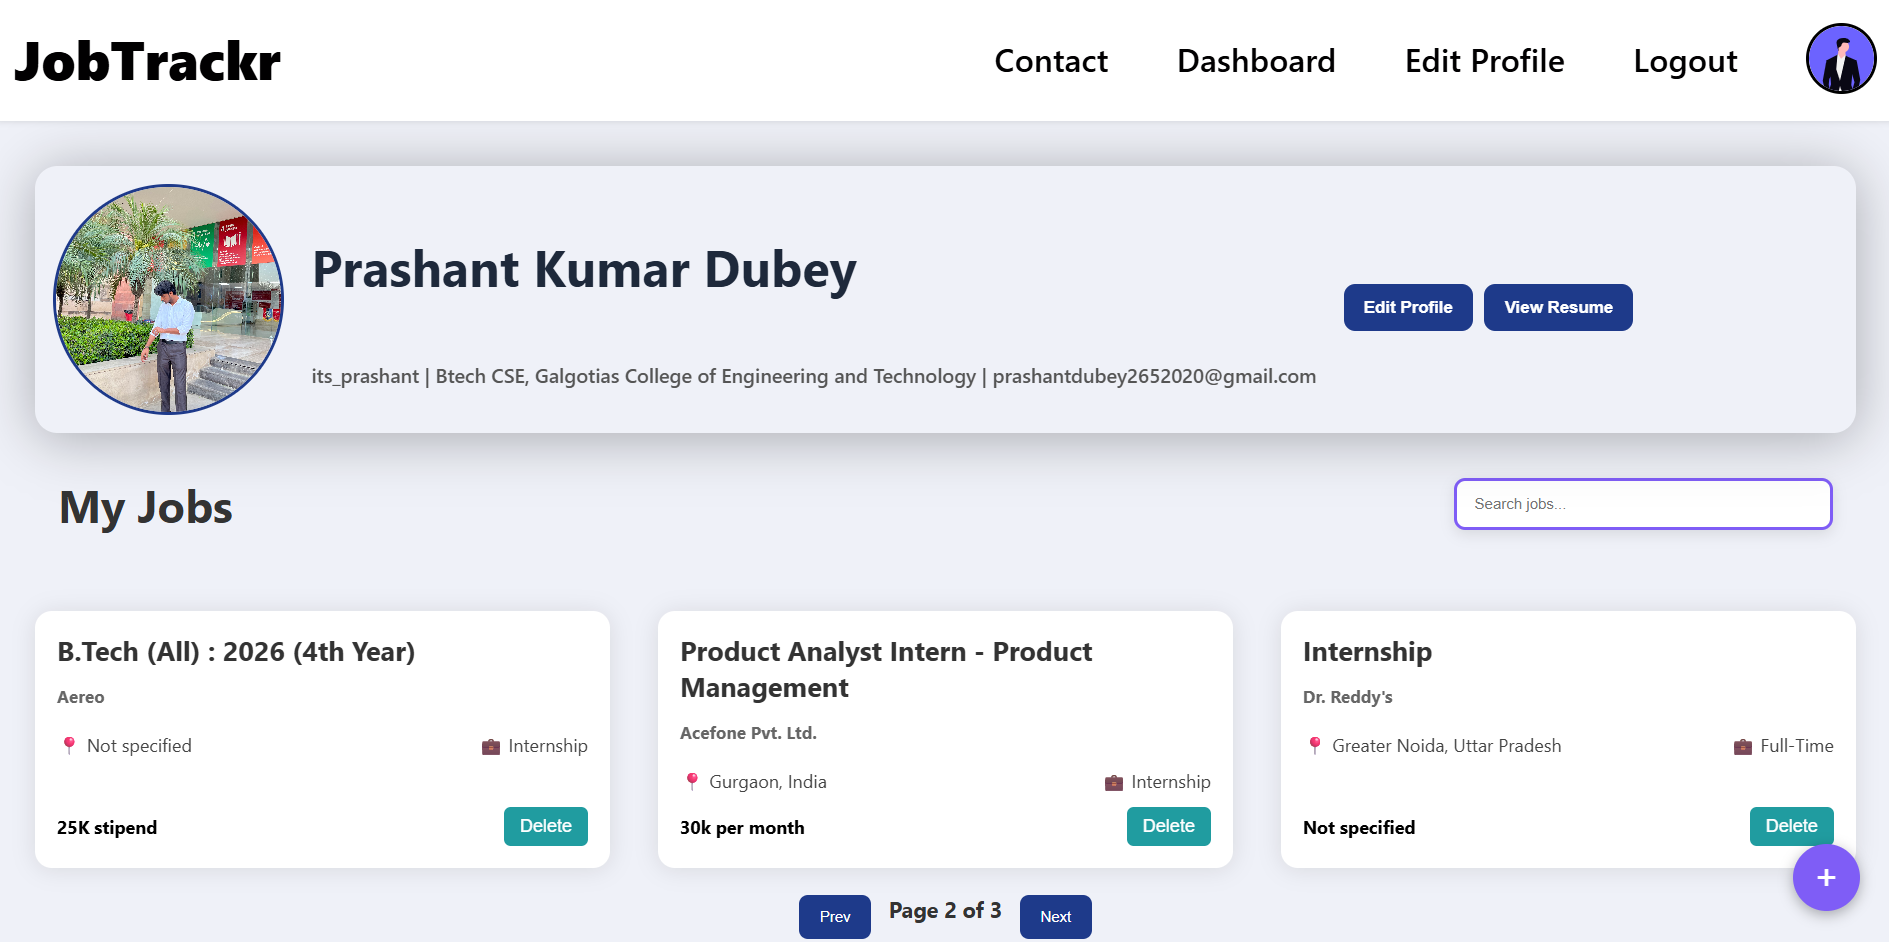 JobTrackr
Contact
Dashboard
Edit Profile
Logout
Prashant Kumar Dubey
Edit Profile
View Resume
its_prashant | Btech CSE, Galgotias College of Engineering and Technology | prashantdubey2652020@gmail.com
My Jobs
Search jobs...
B.Tech (All) : 2026 (4th Year)
Aereo
Not specified
Internship
25K stipend
Delete
Product Analyst Intern - Product
Management
Acefone Pvt. Ltd.
Gurgaon, India
Internship
30k per month
Delete
Internship
Dr. Reddy's
Greater Noida, Uttar Pradesh
Full-Time
Not specified
Delete
+
Prev
Page 2 of 3
Next